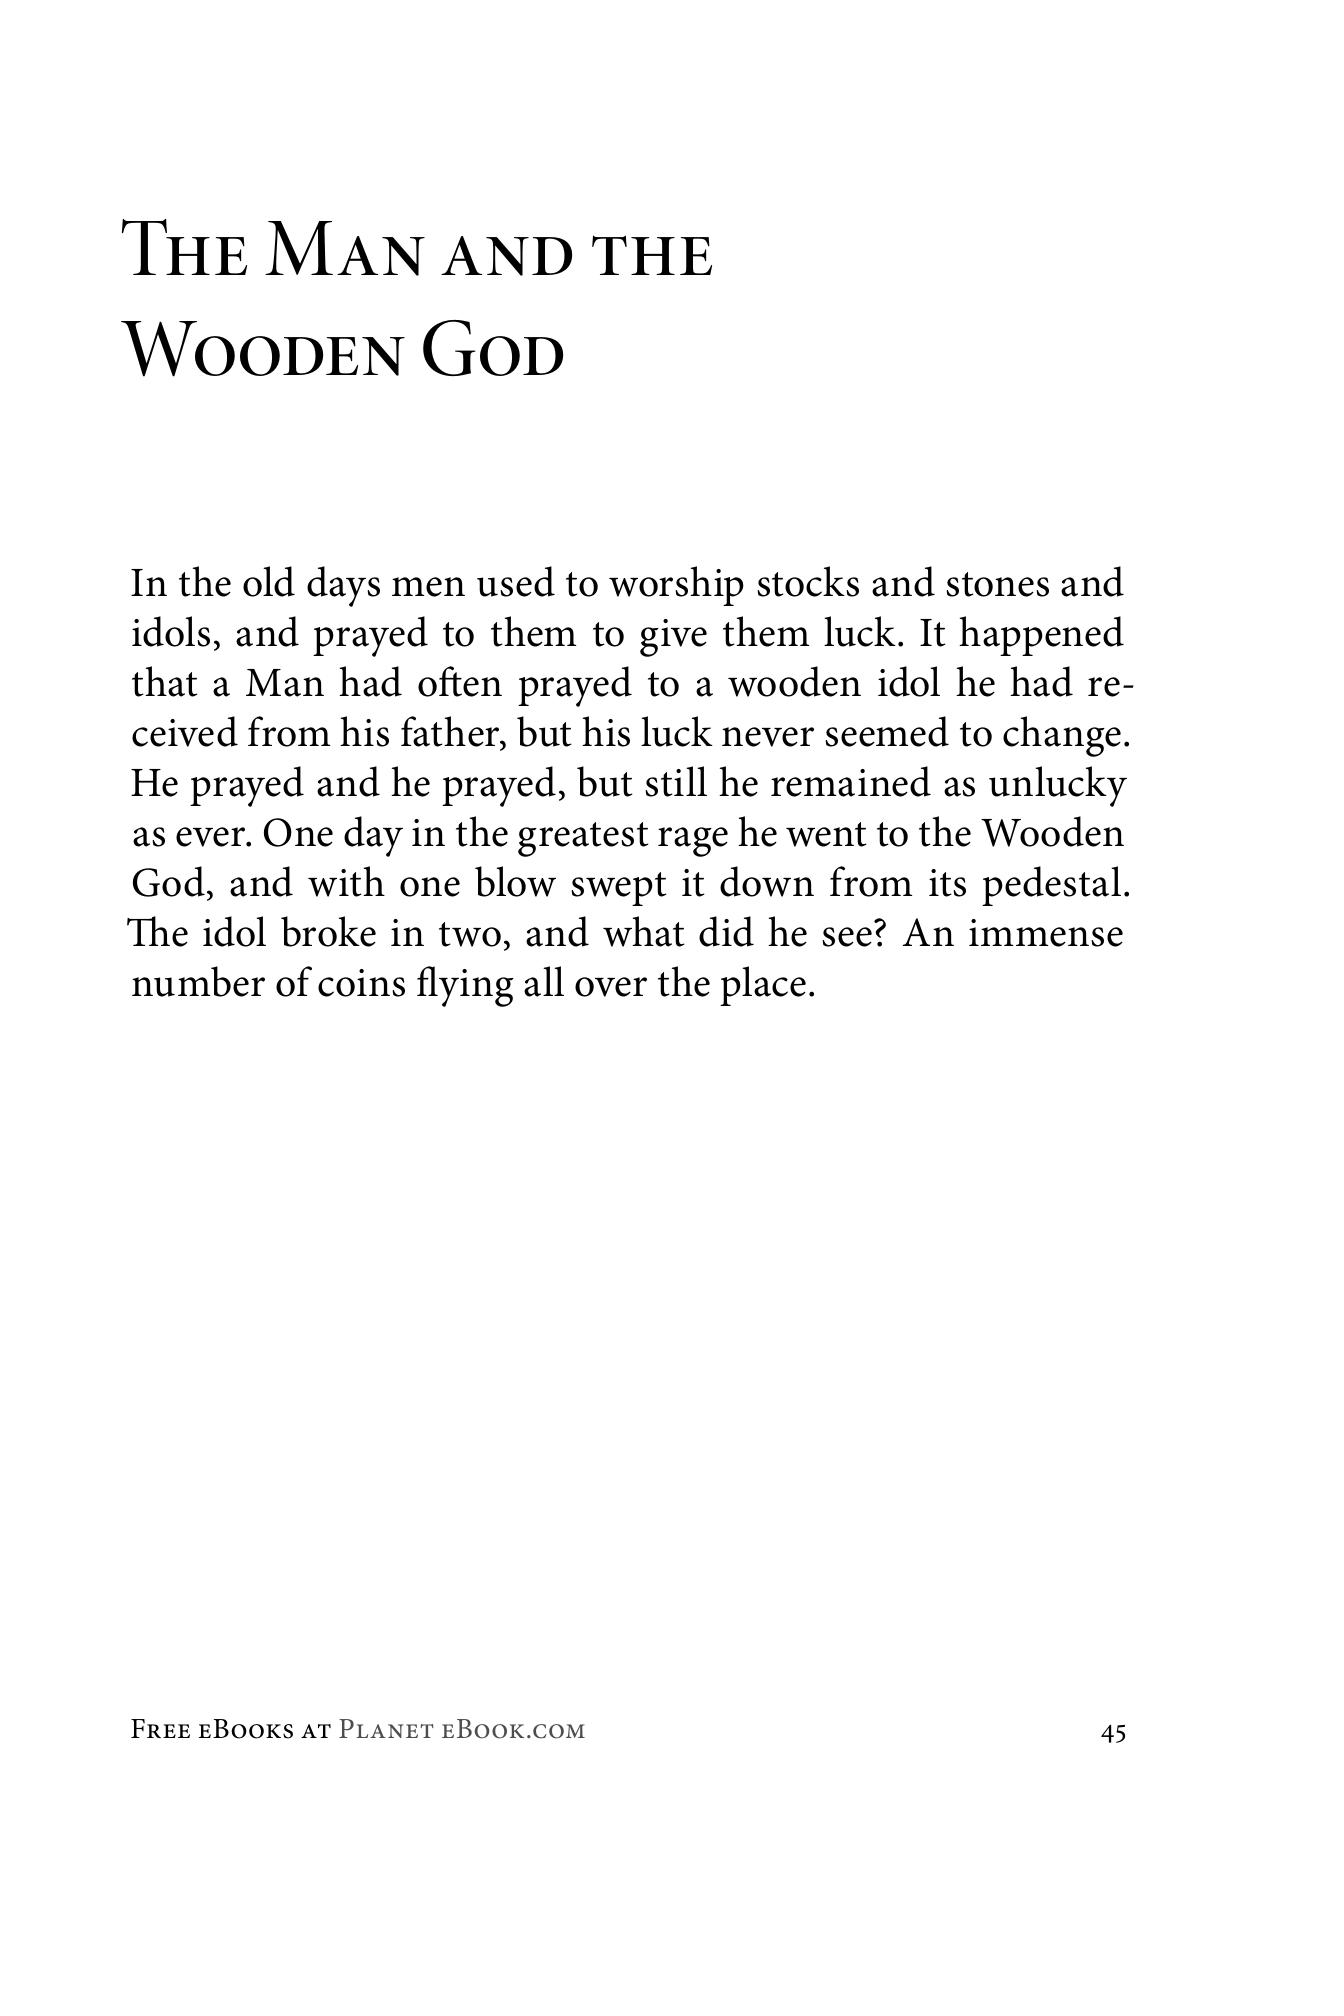 The Man and the
Wooden God
In the old days men used to worship stocks and stones and
idols, and prayed to them to give them luck. It happened
that a Man had often prayed to a wooden idol he had re-
ceived from his father, but his luck never seemed to change.
He prayed and he prayed, but still he remained as unlucky
as ever. One day in the greatest rage he went to the Wooden
God, and with one blow swept it down from its pedestal.
The idol broke in two, and what did he see? An immense
number of coins flying all over the place.
Free eBooks at Planet eBook.com 45